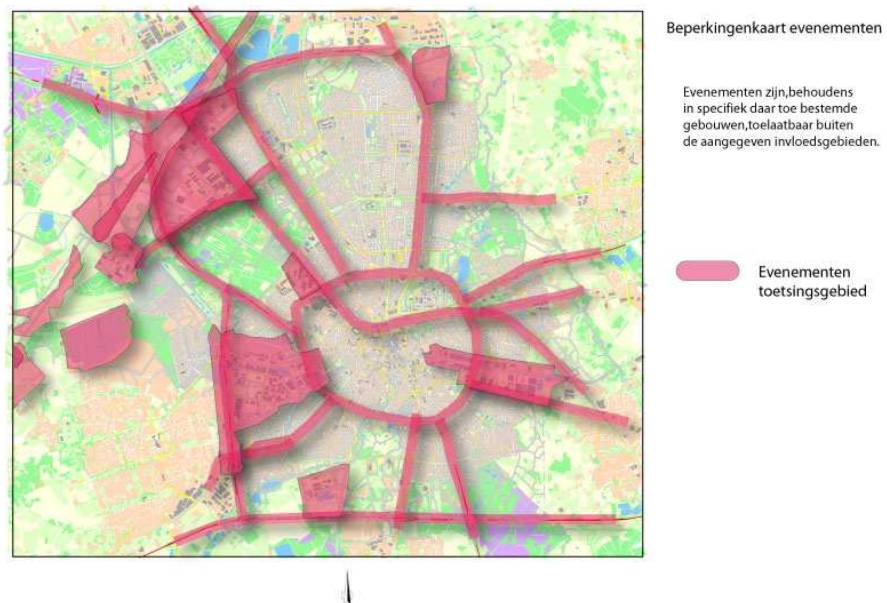 Beperkingenkaart evenementen
Evenementen zijn,behoudens
in specifiek daar toe bestemde
gebouwen,toelaatbaar buiten
de aangegeven invloedsgebieden.
Evenementen
toetsingsgebied